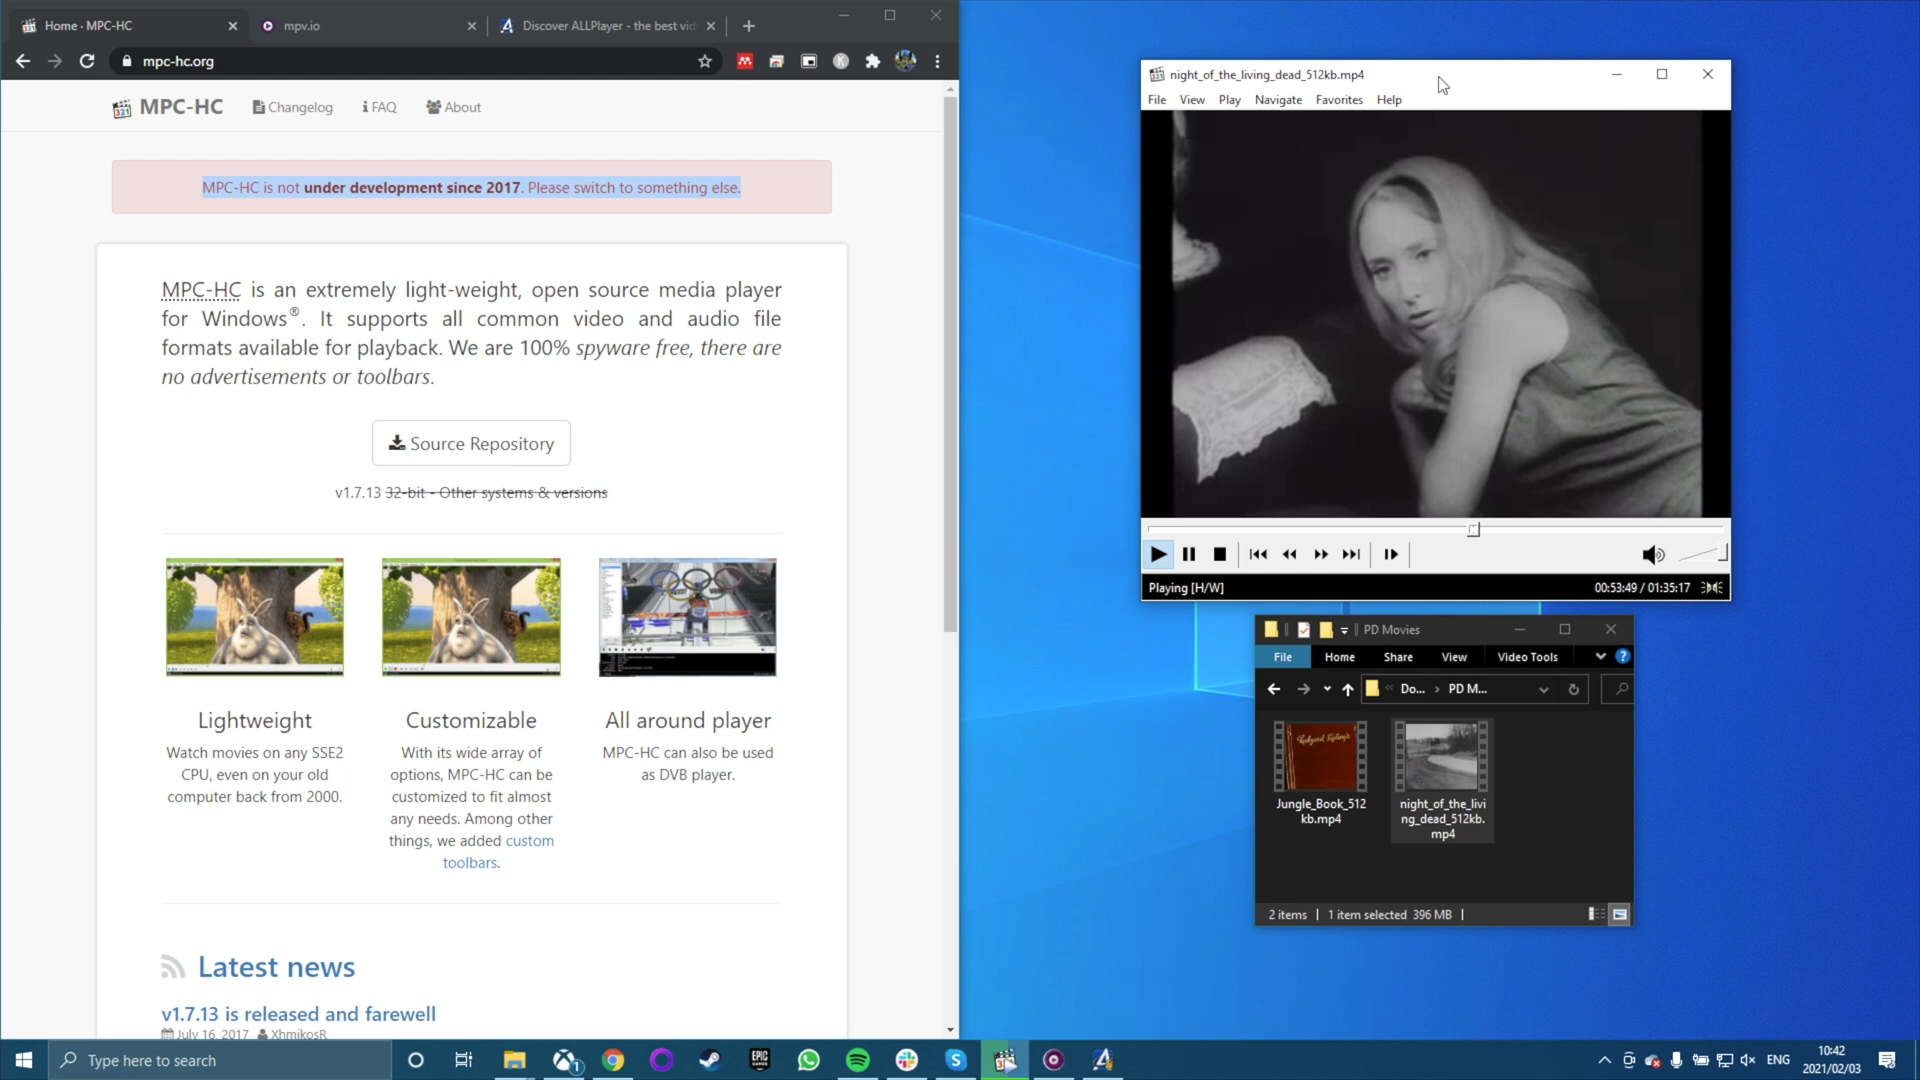 Home · MPC-HC
mpv.io
Discover ALLPlayer - the best vid
mpc-hc.org
MPC-HC
Changelog
FAQ
About
MPC-HC is not under development since 2017. Please switch to something else.
MPC-HC is an extremely light-weight, open source media player
for Windows®. It supports all common video and audio file
formats available for playback. We are 100% spyware free, there are
no advertisements or toolbars.
Source Repository
v1.7.13 32-bit - Other systems & versions
Lightweight
Watch movies on any SSE2
CPU, even on your old
computer back from 2000.
Customizable
With its wide array of
options, MPC-HC can be
customized to fit almost
any needs. Among other
things, we added custom
toolbars.
All around player
MPC-HC can also be used
as DVB player.
Latest news
v1.7.13 is released and farewell
July 16, 2017 XhmikosR
night_of_the_living_dead_512kb.mp4
File View Play Navigate Favorites Help
Playing [H/W]
00:53:49 / 01:35:17
PD Movies
File Home Share View Video Tools
Do... PD M...
Rudyard Kipling's
Jungle_Book_512
kb.mp4
night_of_the_livi
ng_dead_512kb.
mp4
2 items 1 item selected 396 MB
Type here to search
1
EPIC
GAMES
ENG
10:42
2021/02/03